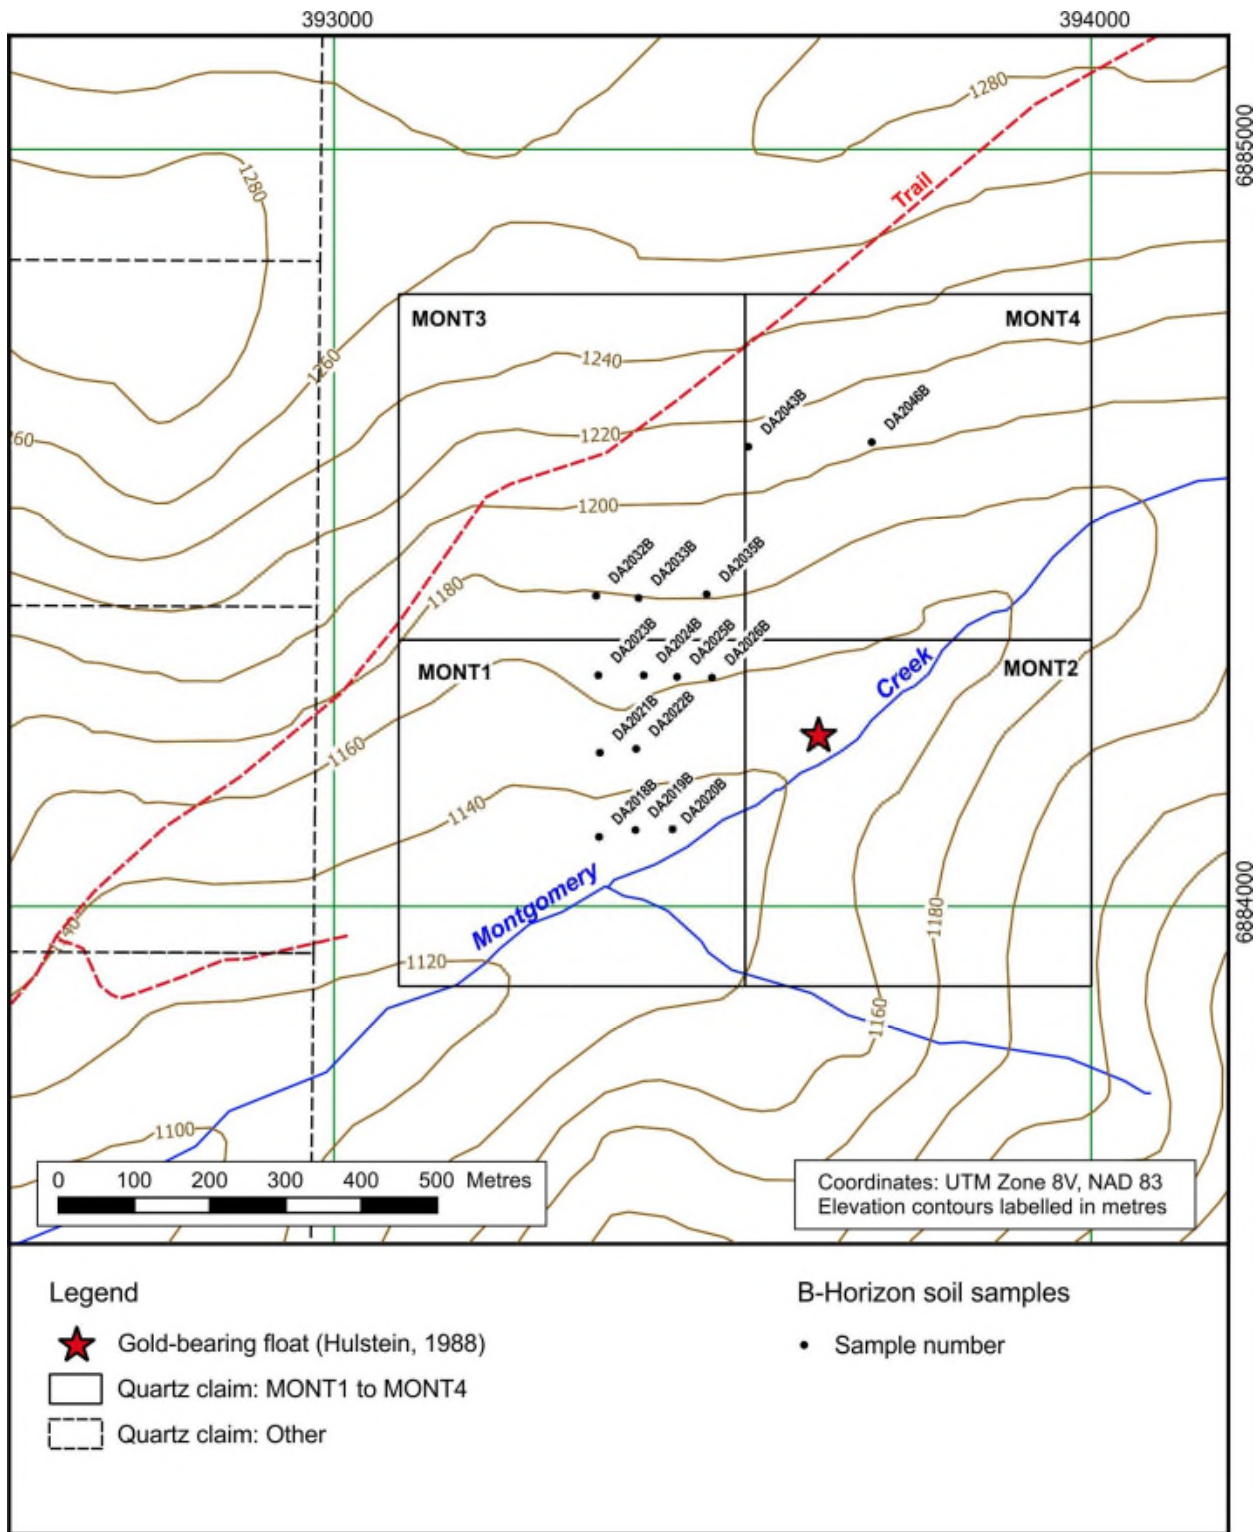 393000
394000
1280
6885000
1280
Trail
MONT3
MONT4
1260
1240
DA2043B
DA2046B
60
1220
1200
DA2032B
DA2033B
DA2035B
1180
DA2023B
DA2024B
DA2025B
DA2026B
MONT1
MONT2
Creek
DA2021B
DA2022B
1160
1140
DA2018B
DA2019B
DA2020B
Montgomery
1180
6884000
1140
1120
1160
1100
0 100 200 300 400 500 Metres
Coordinates: UTM Zone 8V, NAD 83
Elevation contours labelled in metres
Legend
Gold-bearing float (Hulstein, 1988)
Quartz claim: MONT1 to MONT4
Quartz claim: Other
B-Horizon soil samples
Sample number